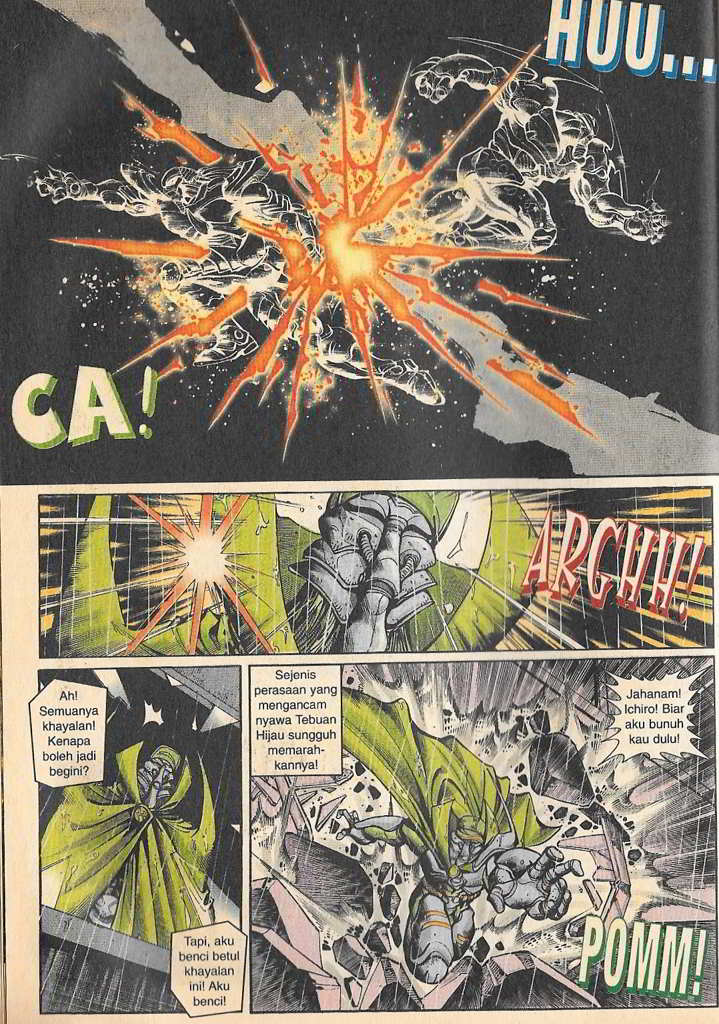 HUU...
CA!
ARGHH!
Ah!
Semuanya
khayalan!
Kenapa
boleh jadi
begini?
Tapi, aku
benci betul
khayalan
ini! Aku
benci!
Sejenis
perasaan yang
mengancam
nyawa Tebuan
Hijau sungguh
memarah-
kannya!
Jahanam!
Ichiro! Biar
aku bunuh
kau dulu!
POMM!